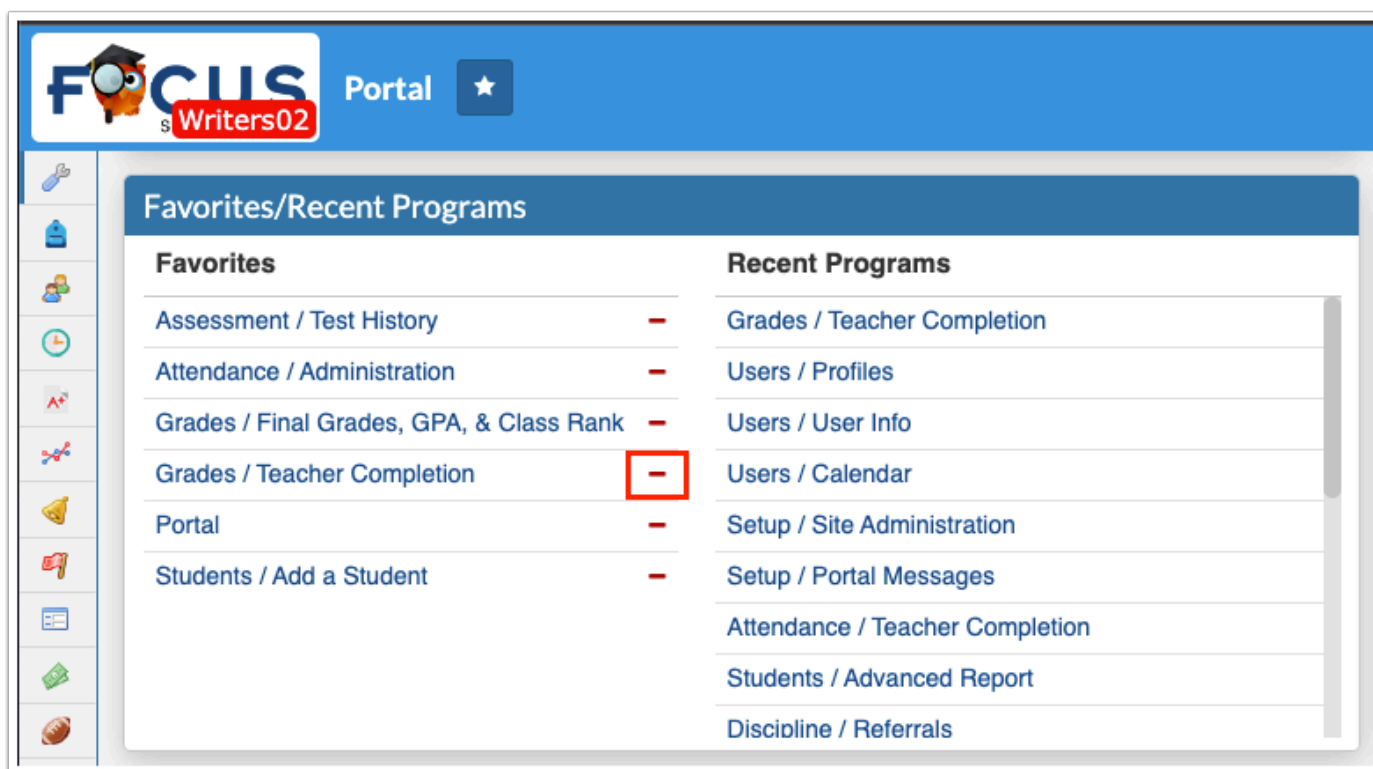 FOCUS
S
Writers02
Portal
Favorites/Recent Programs
Favorites
Assessment / Test History
Attendance / Administration
Grades / Final Grades, GPA, & Class Rank
Grades / Teacher Completion
Portal
Students / Add a Student
Recent Programs
Grades / Teacher Completion
Users / Profiles
Users / User Info
Users / Calendar
Setup / Site Administration
Setup / Portal Messages
Attendance / Teacher Completion
Students / Advanced Report
Discipline / Referrals
A+